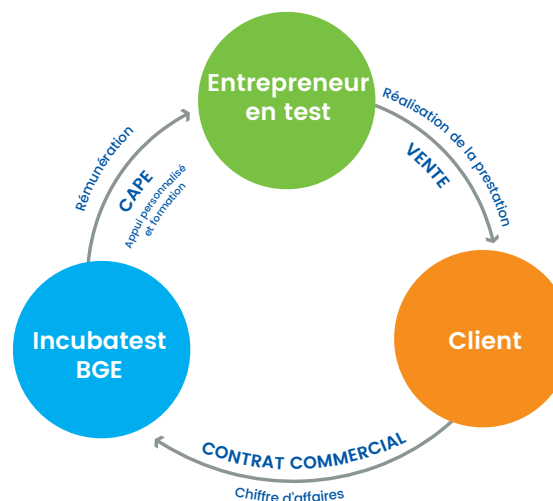 Entrepreneur
en test
Réalisation de la prestation
VENTE
Rémunération
CAPE
Appui personnalisé
et formation
Incubatest
BGE
Client
CONTRAT COMMERCIAL
Chiffre d'affaires